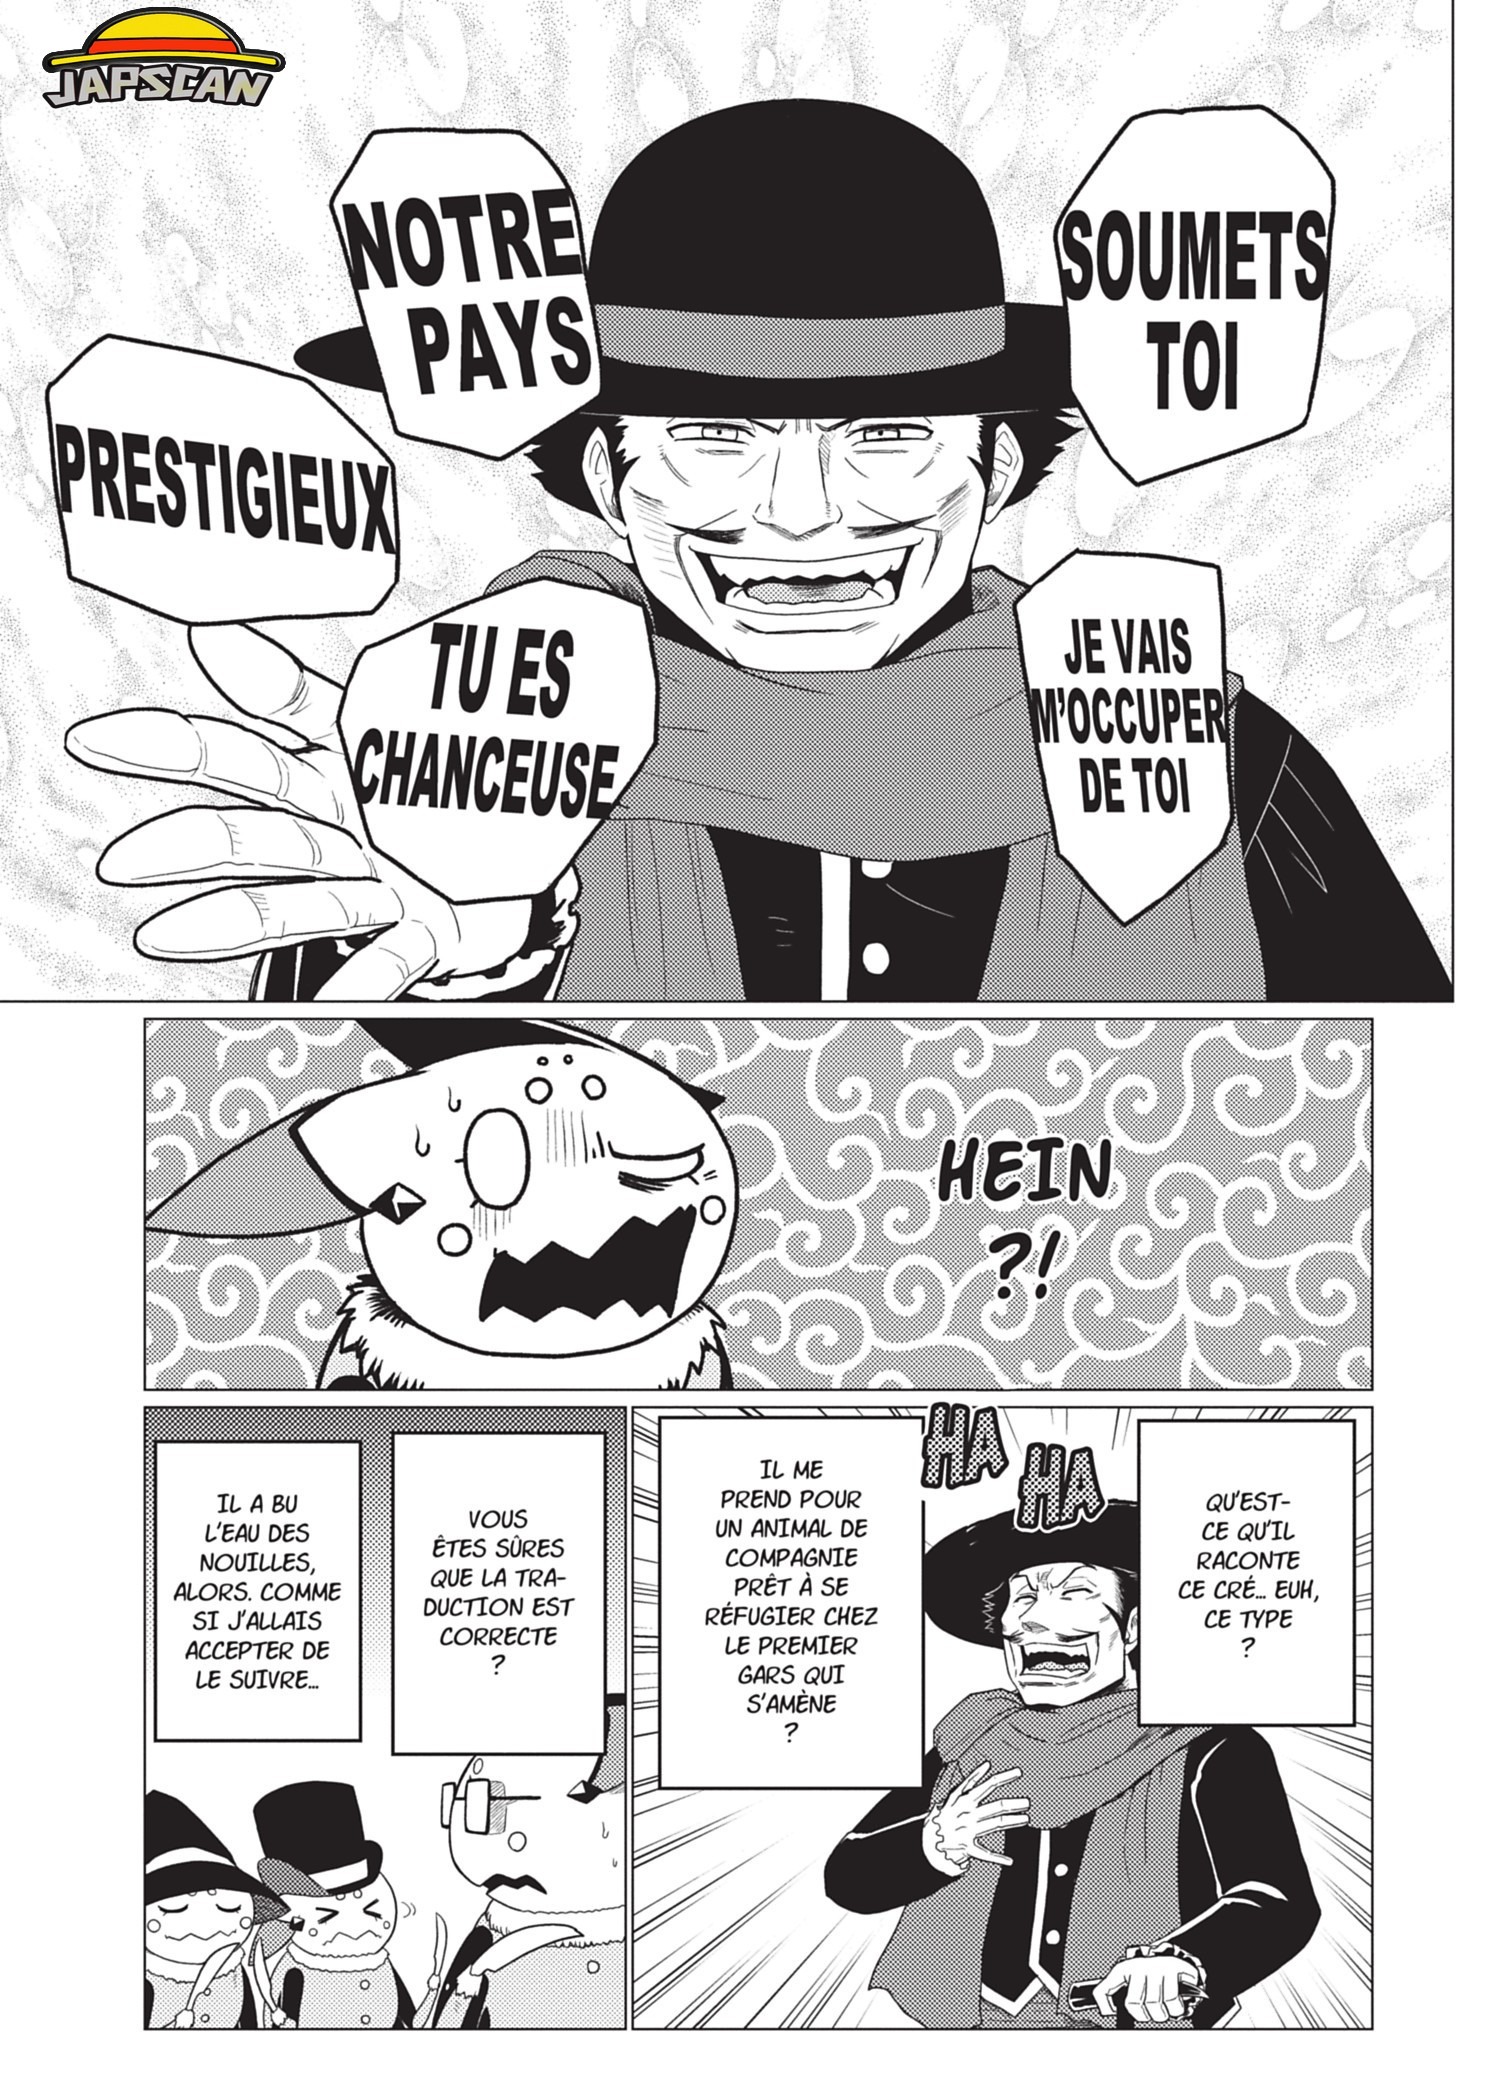 JAPSCAN
SOUMETS
TOI
NOTRE
PAYS
PRESTIGIEUX
JE VAIS
M'OCCUPER
DE TOI
TU ES
CHANCEUSE
HEIN
?!
QU'EST-
CE QU'IL
RACONTE
CE CRÉ... EUH,
CE TYPE
?
HA
HA
IL ME
PREND POUR
UN ANIMAL DE
COMPAGNIE
PRÊT À SE
RÉFUGIER CHEZ
LE PREMIER
GARS QUI
S'AMÈNE
?
VOUS
ÊTES SÛRES
QUE LA TRA-
DUCTION EST
CORRECTE
?
IL A BU
L'EAU DES
NOUILLES,
ALORS. COMME
SI J'ALLAIS
ACCEPTER DE
LE SUIVRE...